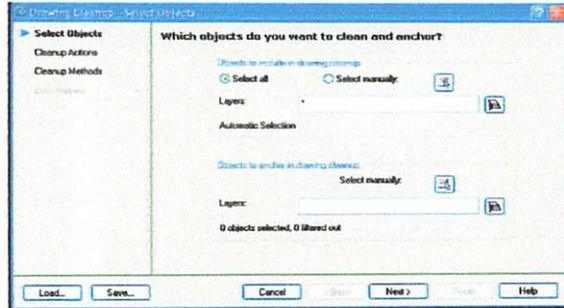 Drawing Cleanup - Select Objects
Select Objects
Cleanup Actions
Cleanup Methods
Which objects do you want to clean and anchor?
Objects to include in drawing cleanup
Select all
Select manually:
Layers:
*
Automatic Selection
Objects to anchor in drawing cleanup
Select manually:
Layers:
0 objects selected, 0 filtered out
Load...
Save...
Cancel
Next >
Help